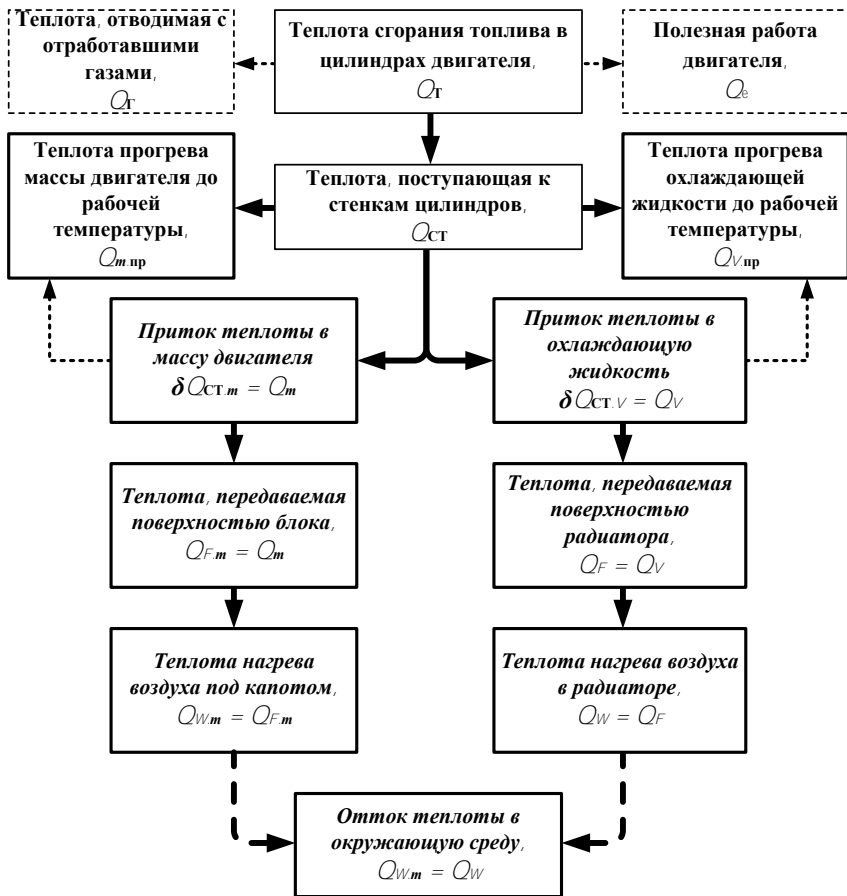 Теплота, отводимая с
отработавшими
газами,
Qг
Теплота сгорания топлива в
цилиндрах двигателя,
Qт
Полезная работа
двигателя,
Qe
Теплота прогрева
массы двигателя до
рабочей
температуры,
Qm.пр
Теплота, поступающая к
стенкам цилиндров,
QСТ
Теплота прогрева
охлаждающей
жидкости до рабочей
температуры,
QV.пр
Приток теплоты в
массу двигателя
δQСТ.m = Qm
Приток теплоты в
охлаждающую
жидкость
δQСТ.V = QV
Теплота, передаваемая
поверхностью блока,
QF.m = Qm
Теплота, передаваемая
поверхностью
радиатора,
QF = QV
Теплота нагрева
воздуха под капотом,
QW.m = QF.m
Теплота нагрева воздуха
в радиаторе,
QW = QF
Отток теплоты в
окружающую среду,
QW.m = QW